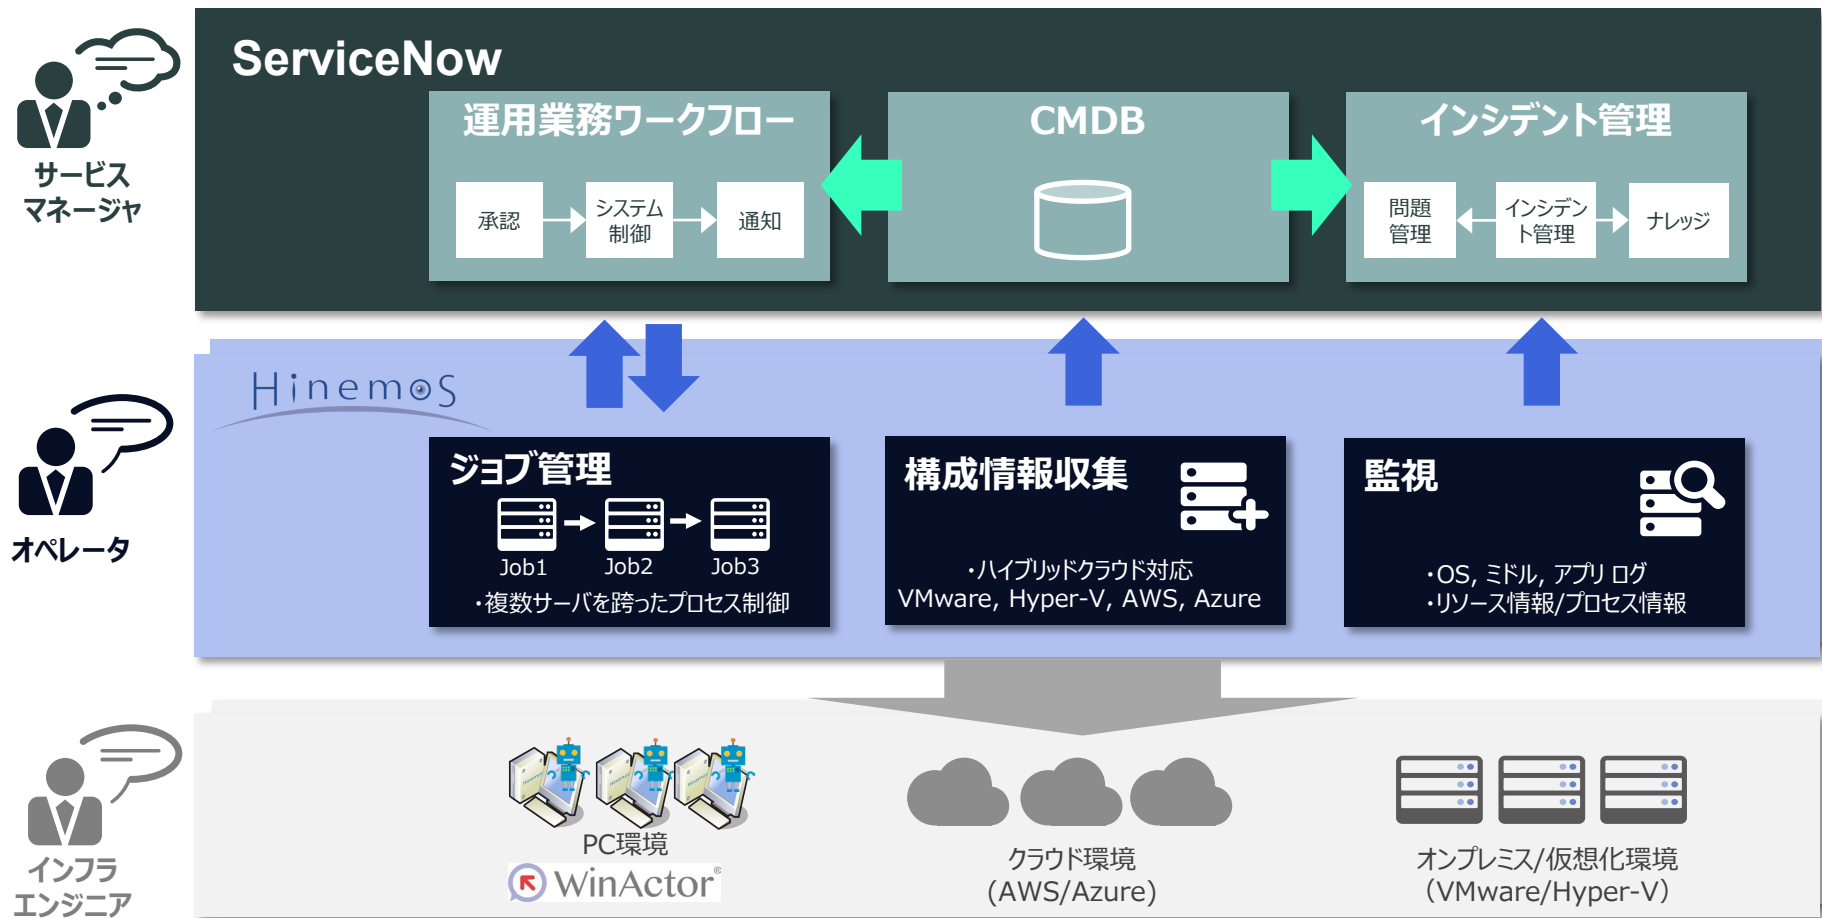 ServiceNow
サービス
マネージャ
運用業務ワークフロー
承認
システム
制御
通知
CMDB
インシデント管理
問題
管理
インシデン
ト管理
ナレッジ
Hinemos
オペレータ
ジョブ管理
Job1
Job2
Job3
・複数サーバを跨ったプロセス制御
構成情報収集
・ハイブリッドクラウド対応
VMware, Hyper-V, AWS, Azure
監視
・OS, ミドル, アプリ ログ
・リソース情報/プロセス情報
インフラ
エンジニア
PC環境
WinActor®
クラウド環境
(AWS/Azure)
オンプレミス/仮想化環境
（VMware/Hyper-V）